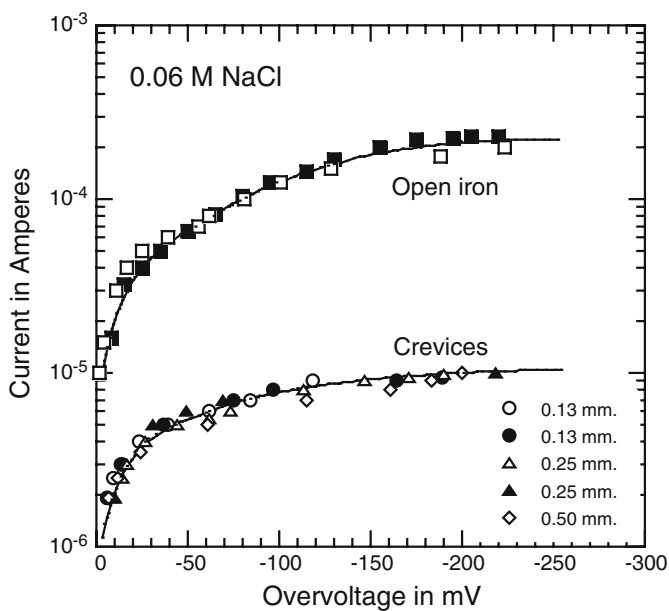 10⁻³
0.06 M NaCl
10⁻⁴
Open iron
Current in Amperes
10⁻⁵
Crevices
0.13 mm.
0.13 mm.
0.25 mm.
0.25 mm.
0.50 mm.
10⁻⁶
0 -50 -100 -150 -200 -250 -300
Overvoltage in mV